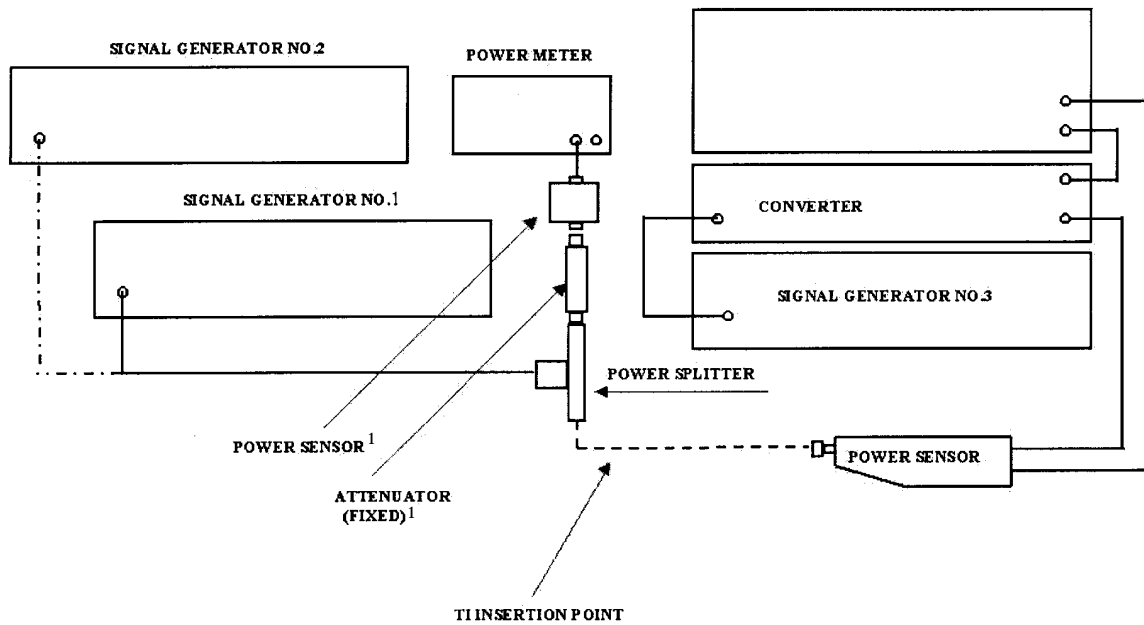 SIGNAL GENERATOR NO.2
POWER METER
SIGNAL GENERATOR NO.1
CONVERTER
SIGNAL GENERATOR NO.3
POWER SPLITTER
POWER SENSOR1
POWER SENSOR
ATTENUATOR
(FIXED)1
TI INSERTION POINT